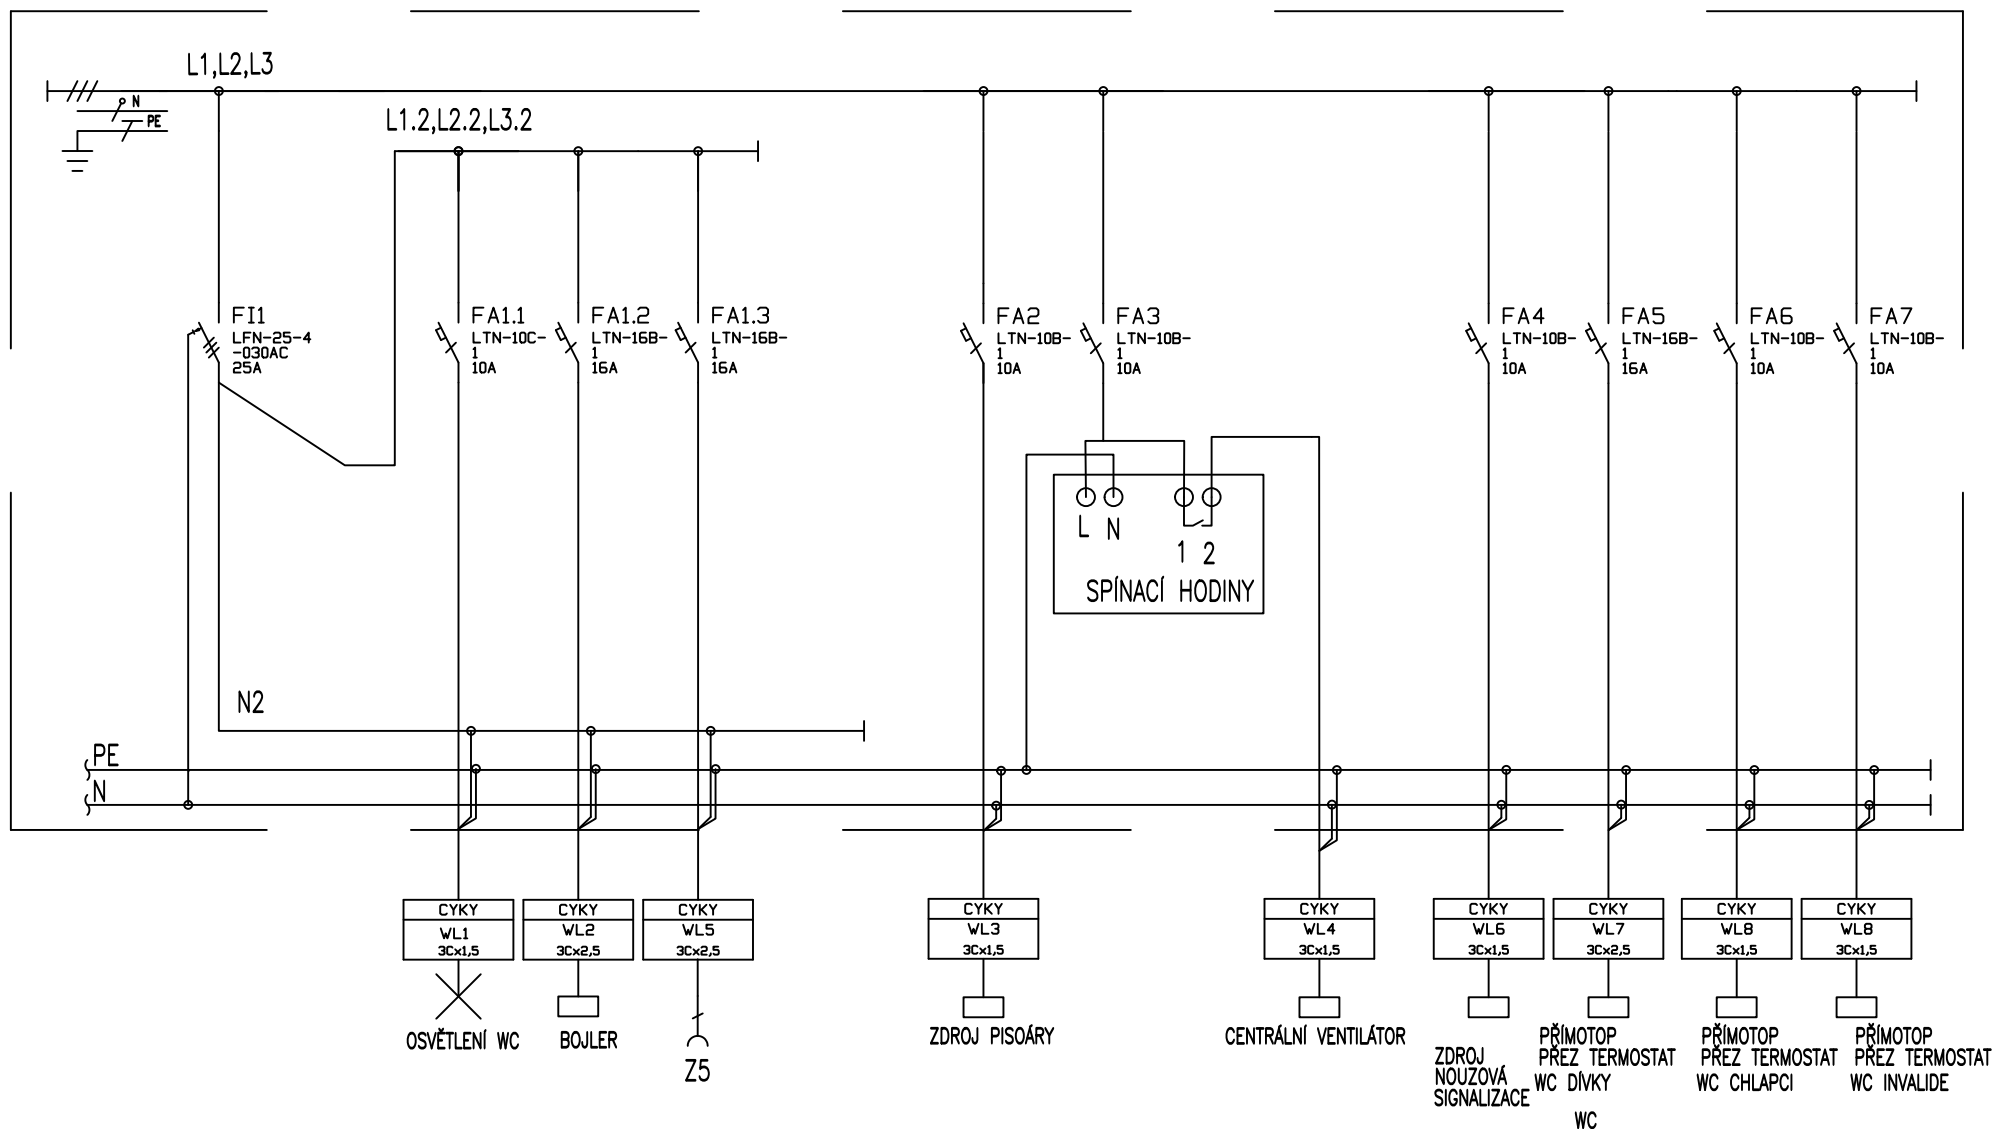 L1,L2,L3
N
PE
L1.2,L2.2,L3.2
FI1
LFN-25-4
-030AC
25A
FA1.1
LTN-10C-
1
10A
FA1.2
LTN-16B-
1
16A
FA1.3
LTN-16B-
1
16A
FA2
LTN-10B-
1
10A
FA3
LTN-10B-
1
10A
FA4
LTN-10B-
1
10A
FA5
LTN-16B-
1
16A
FA6
LTN-10B-
1
10A
FA7
LTN-10B-
1
10A
L N
1 2
SPÍNACÍ HODINY
N2
PE
N
CYKY
WL1
3Cx1,5
CYKY
WL2
3Cx2,5
CYKY
WL5
3Cx2,5
CYKY
WL3
3Cx1,5
CYKY
WL4
3Cx1,5
CYKY
WL6
3Cx1,5
CYKY
WL7
3Cx2,5
CYKY
WL8
3Cx1,5
CYKY
WL8
3Cx1,5
OSVĚTLENÍ WC
BOJLER
Z5
ZDROJ PISOÁRY
CENTRÁLNÍ VENTILÁTOR
ZDROJ
NOUZOVÁ
SIGNALIZACE
PŘÍMOTOP
PŘEZ TERMOSTAT
WC DÍVKY
WC
PŘÍMOTOP
PŘEZ TERMOSTAT
WC CHLAPCI
PŘÍMOTOP
PŘEZ TERMOSTAT
WC INVALIDE